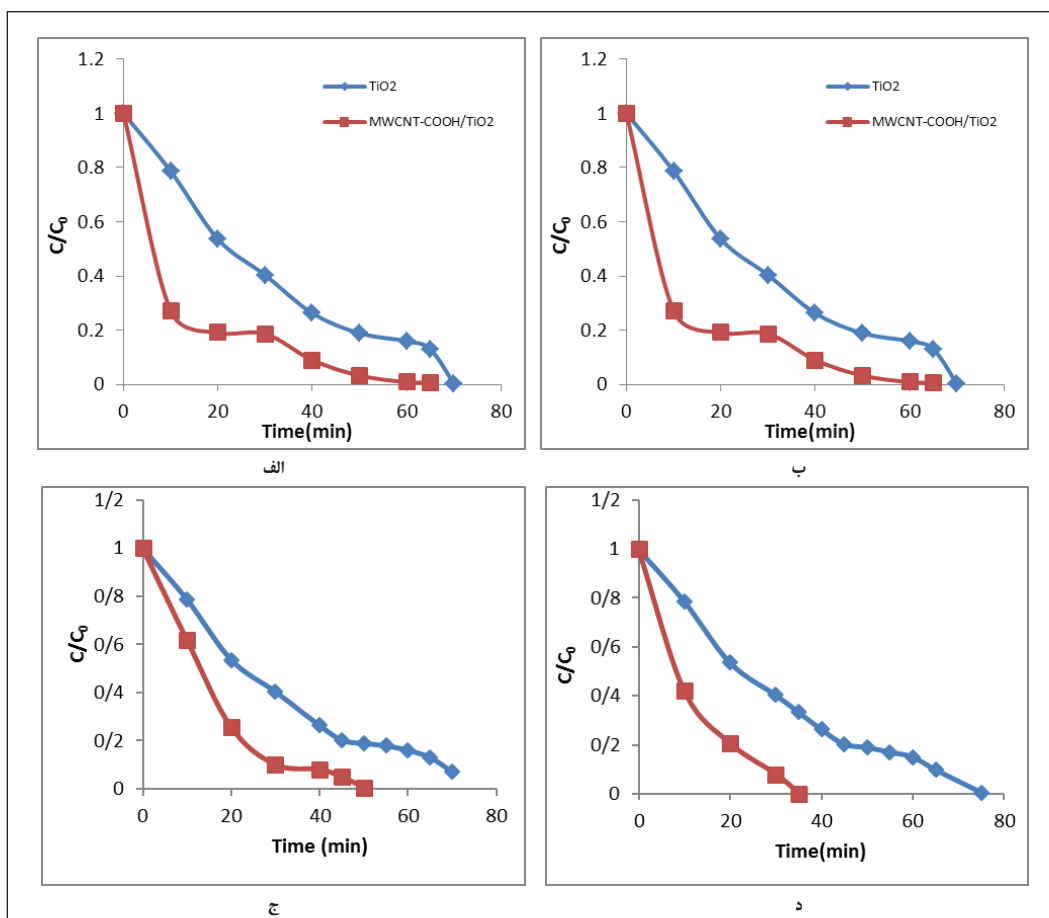 1.2
1
0.8
0.6
0.4
0.2
0
0 20 40 60 80
C/C₀
Time(min)
TiO2
MWCNT-COOH/TiO2
الف
1.2
1
0.8
0.6
0.4
0.2
0
0 20 40 60 80
C/C₀
Time(min)
TiO2
MWCNT-COOH/TiO2
ب
1/2
1
0/8
0/6
0/4
0/2
0
0 20 40 60 80
C/C₀
Time (min)
ج
1/2
1
0/8
0/6
0/4
0/2
0
0 20 40 60 80
C/C₀
Time(min)
د